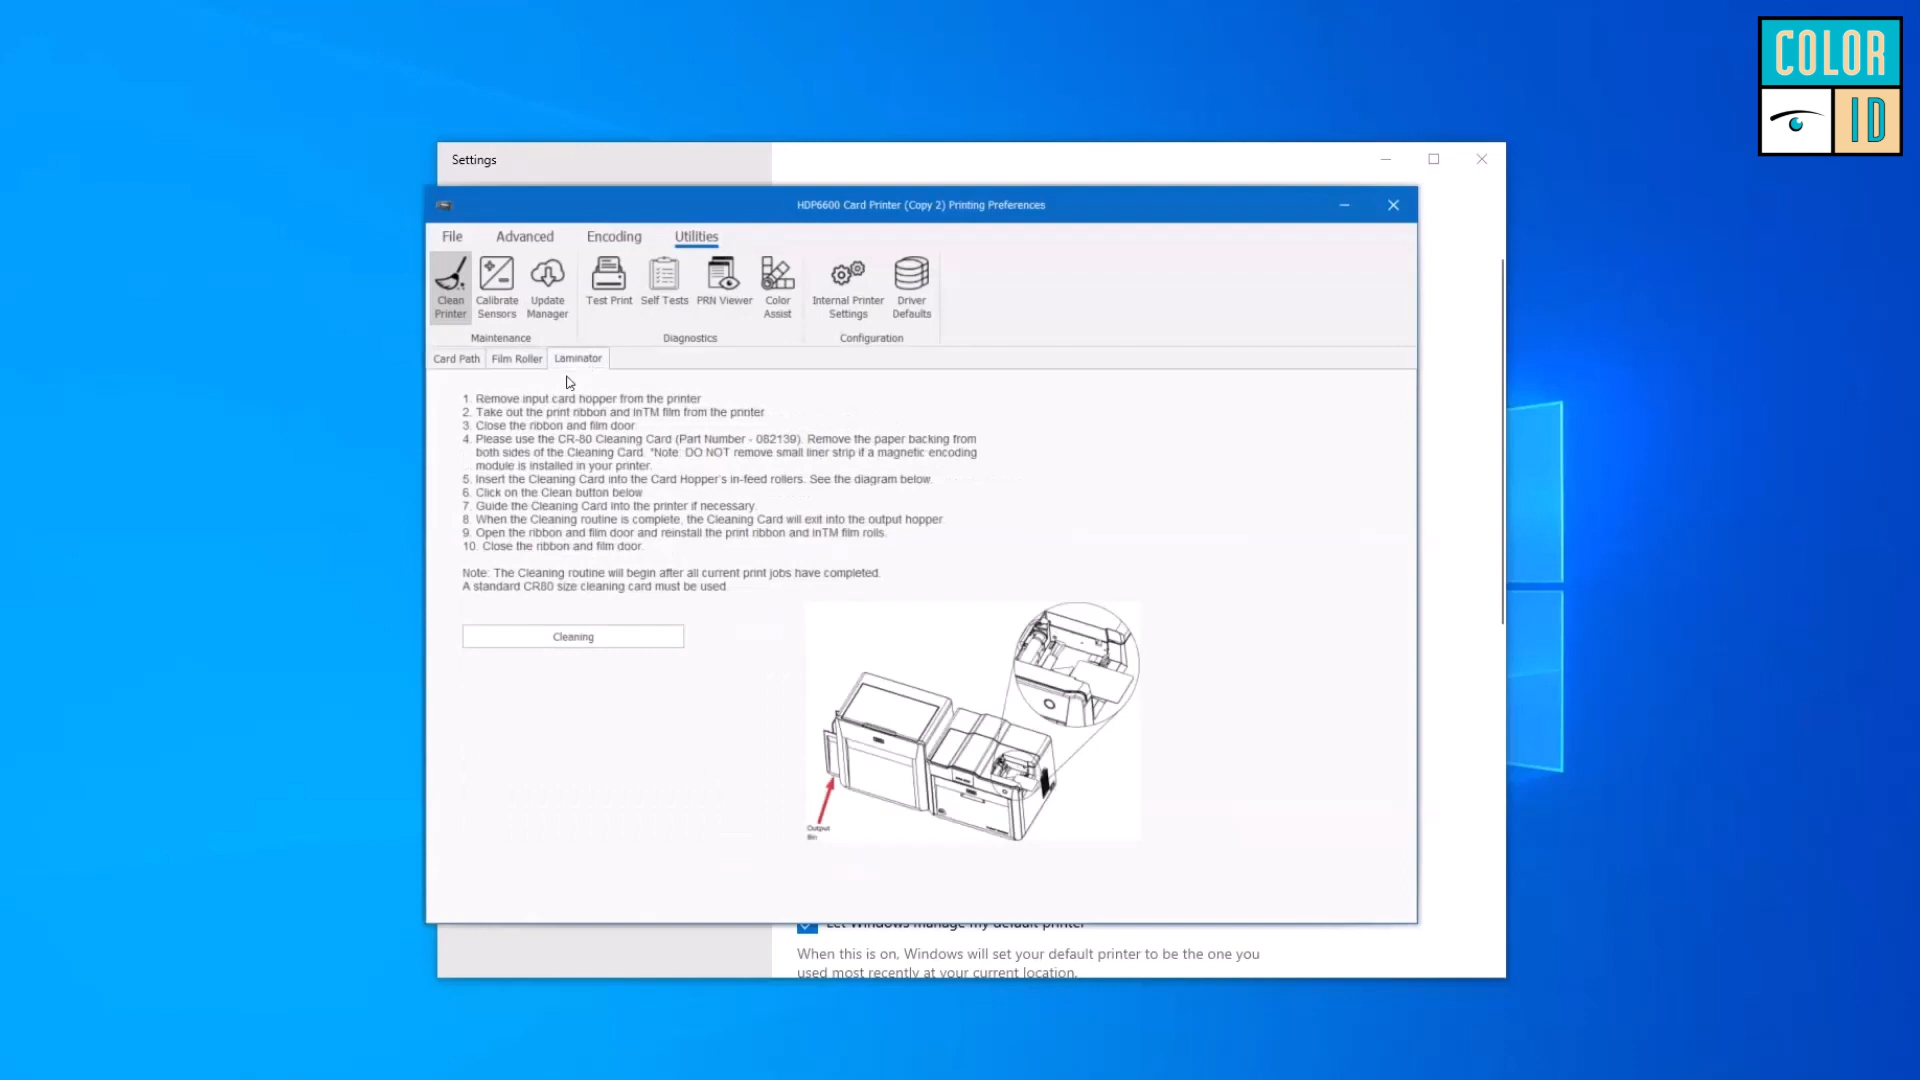 COLOR
ID
Settings
HDP6600 Card Printer (Copy 2) Printing Preferences
File Advanced Encoding Utilities
Clean Printer
Calibrate Sensors
Update Manager
Test Print
Self Tests
PRN Viewer
Color Assist
Internal Printer Settings
Driver Defaults
Maintenance Diagnostics Configuration
Card Path Film Roller Laminator
1. Remove input card hopper from the printer
2. Take out the print ribbon and InTM film from the printer
3. Close the ribbon and film door
4. Please use the CR-80 Cleaning Card (Part Number - 082139). Remove the paper backing from
both sides of the Cleaning Card. *Note: DO NOT remove small liner strip if a magnetic encoding
module is installed in your printer.
5. Insert the Cleaning Card into the Card Hopper's in-feed rollers. See the diagram below.
6. Click on the Clean button below
7. Guide the Cleaning Card into the printer if necessary.
8. When the Cleaning routine is complete, the Cleaning Card will exit into the output hopper
9. Open the ribbon and film door and reinstall the print ribbon and InTM film rolls.
10. Close the ribbon and film door.
Note: The Cleaning routine will begin after all current print jobs have completed.
A standard CR80 size cleaning card must be used
Cleaning
Output
Bin
Let Windows manage my default printer
When this is on, Windows will set your default printer to be the one you
used most recently at your current location.